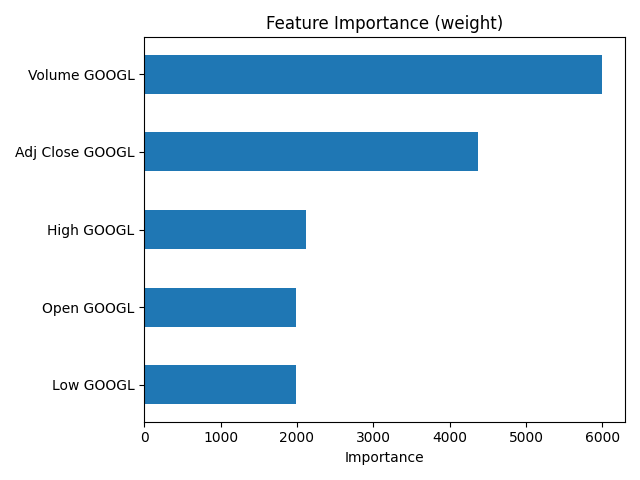 Feature Importance (weight)
Volume GOOGL
Adj Close GOOGL
High GOOGL
Open GOOGL
Low GOOGL
0 1000 2000 3000 4000 5000 6000
Importance